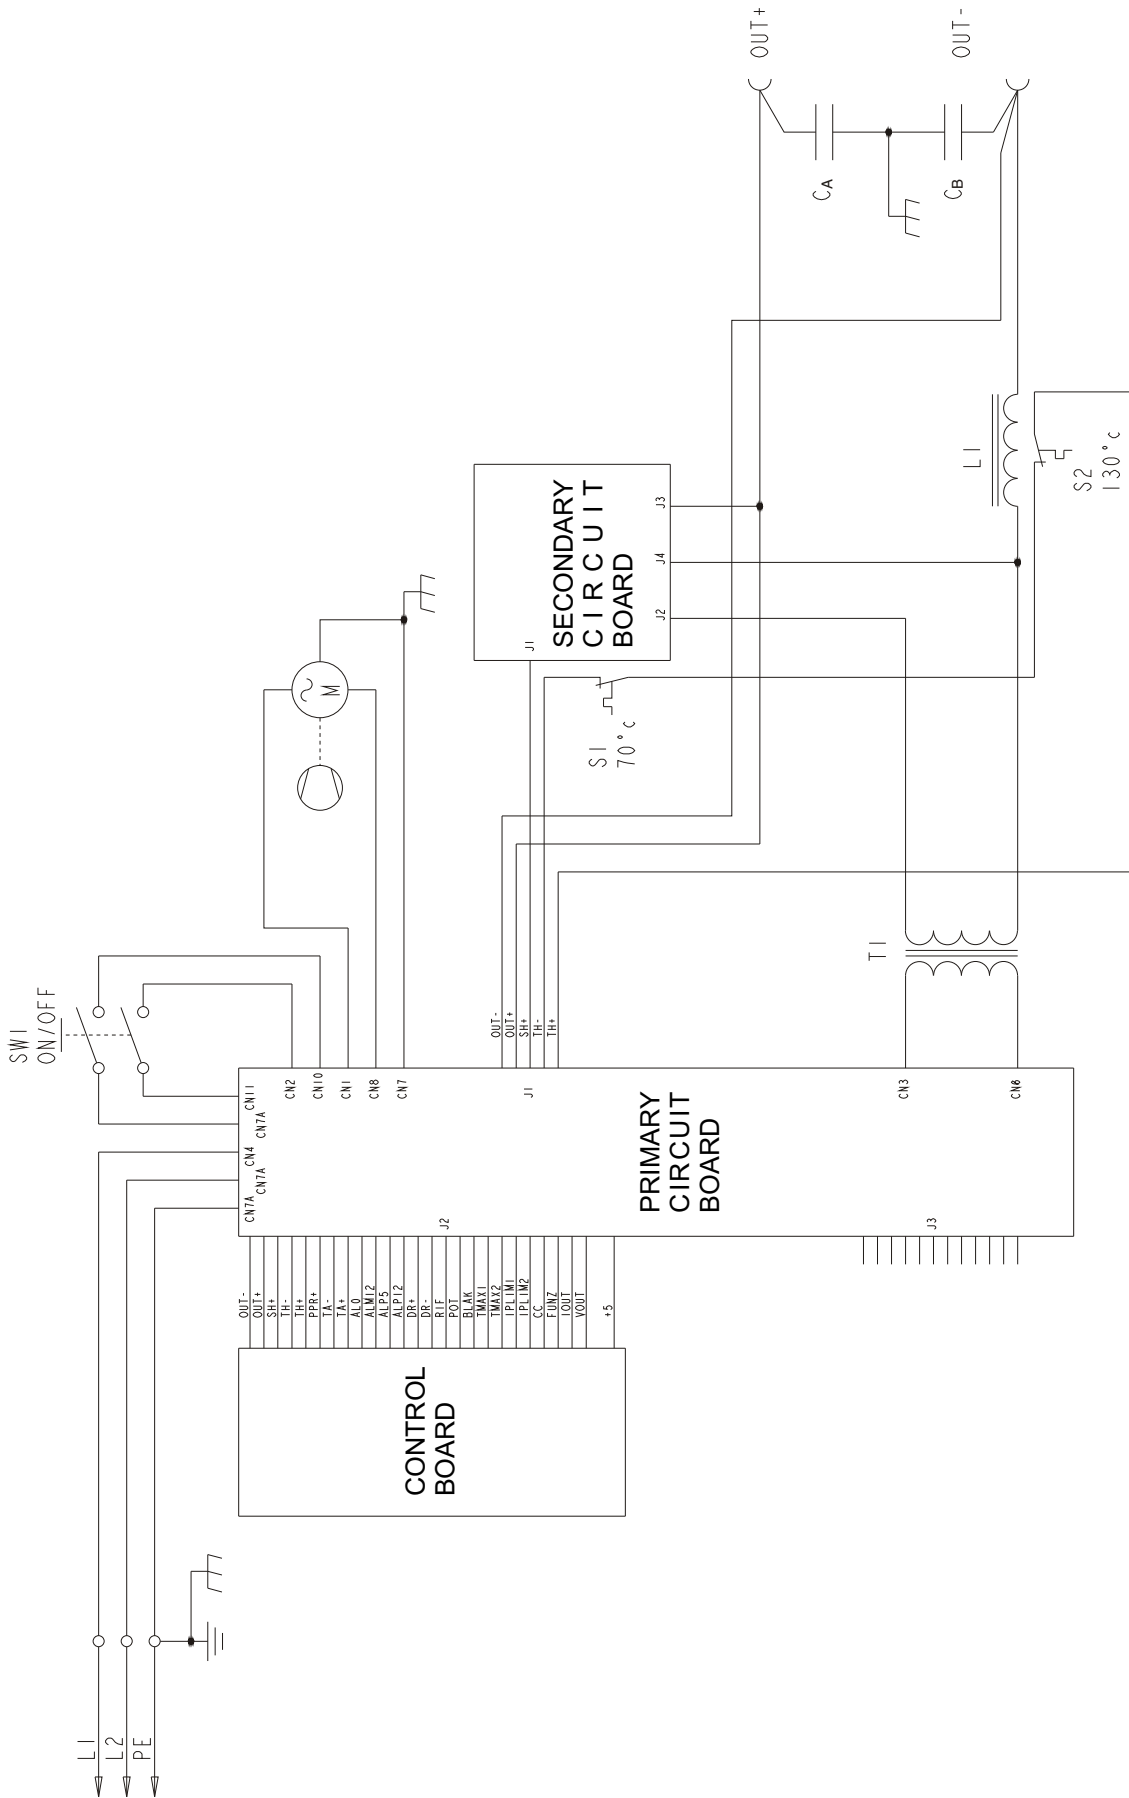 OUT+
OUT-
CA
CB
L1
S2
130°c
SECONDARY
CIRCUIT
BOARD
J1
J3
J4
J2
M
S1
70°c
T1
SW1
ON/OFF
OUT-
OUT+
SH+
TH-
TH+
CN11
CN7A
CN4
CN7A
CN7A
CN2
CN10
CN1
CN8
CN7
J1
CN3
CN6
PRIMARY
CIRCUIT
BOARD
J2
J3
OUT-
OUT+
SH+
TH-
TH+
PPR+
TA-
TA+
AL0
ALM12
ALP5
ALP12
DR+
DR-
RIF
POT
BLAK
TMAX1
TMAX2
IPLIM1
IPLIM2
CC
FUNZ
IOUT
VOUT
+5
CONTROL
BOARD
L1
L2
PE